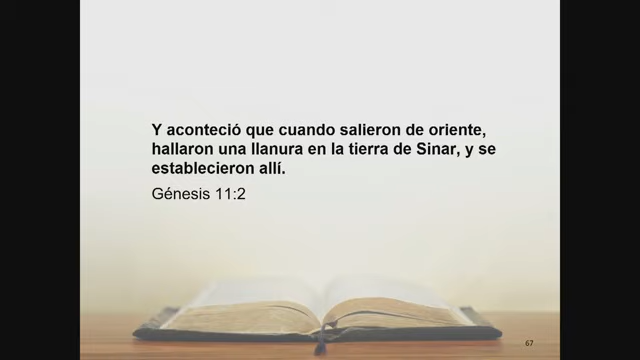 Y aconteció que cuando salieron de oriente,
hallaron una llanura en la tierra de Sinar, y se
establecieron allí.
Génesis 11:2
67